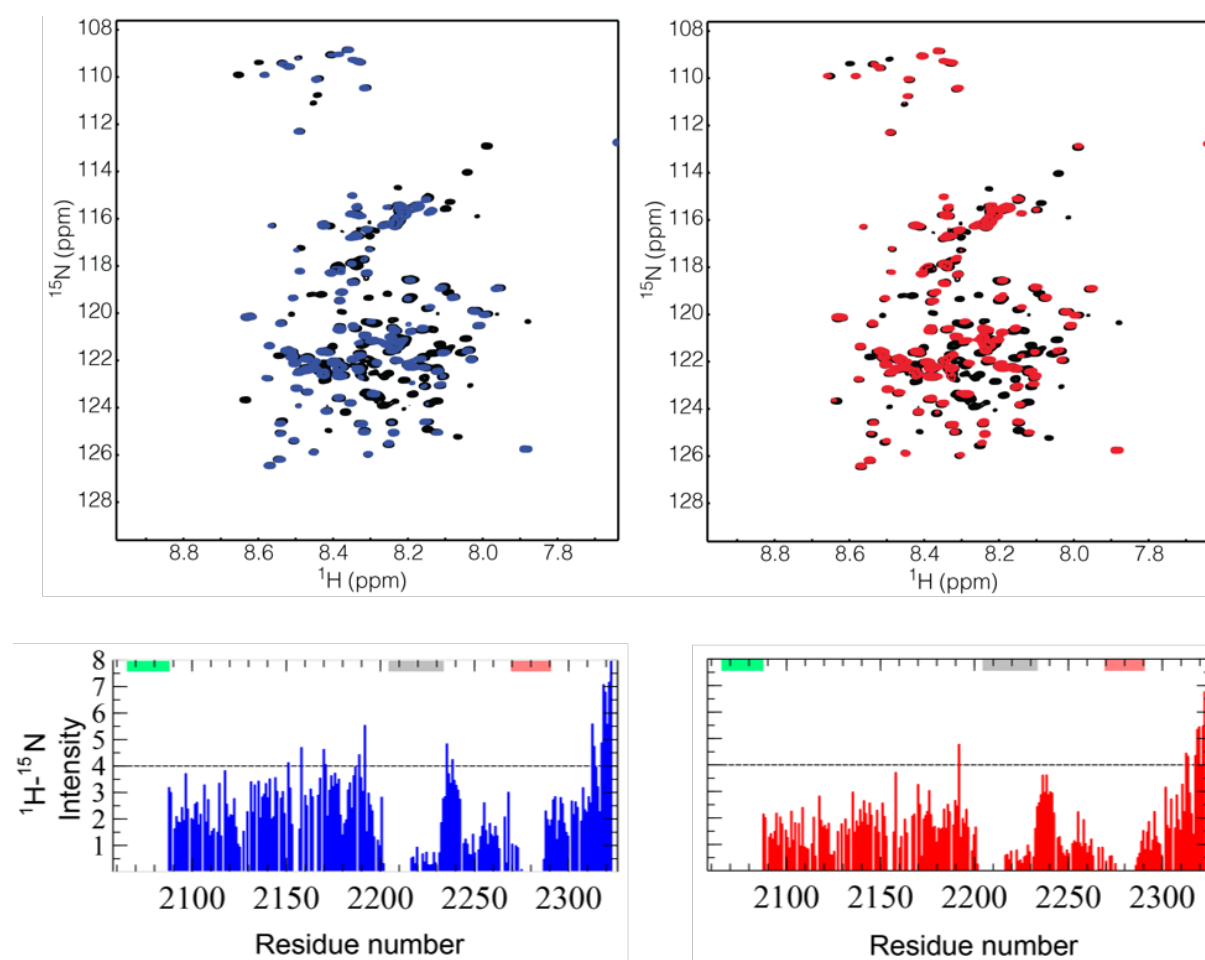 108
110
112
114
116
118
120
122
124
126
128
¹⁵N (ppm)
8.8 8.6 8.4 8.2 8.0 7.8
¹H (ppm)
108
110
112
114
116
118
120
122
124
126
128
¹⁵N (ppm)
8.8 8.6 8.4 8.2 8.0 7.8
¹H (ppm)
8
7
6
5
4
3
2
1
¹H-¹⁵N
Intensity
2100 2150 2200 2250 2300
Residue number
2100 2150 2200 2250 2300
Residue number